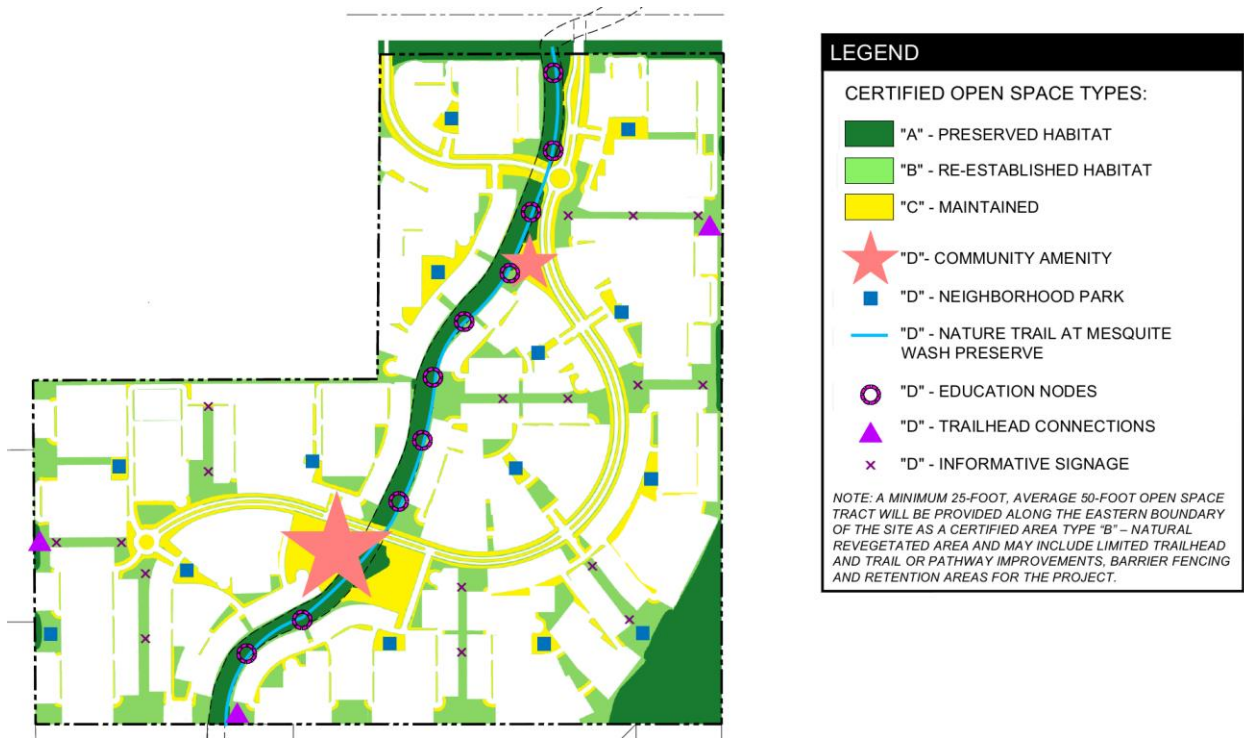 LEGEND
CERTIFIED OPEN SPACE TYPES:
"A" - PRESERVED HABITAT
"B" - RE-ESTABLISHED HABITAT
"C" - MAINTAINED
"D"- COMMUNITY AMENITY
"D" - NEIGHBORHOOD PARK
"D" - NATURE TRAIL AT MESQUITE
WASH PRESERVE
"D" - EDUCATION NODES
"D" - TRAILHEAD CONNECTIONS
"D" - INFORMATIVE SIGNAGE
NOTE: A MINIMUM 25-FOOT, AVERAGE 50-FOOT OPEN SPACE
TRACT WILL BE PROVIDED ALONG THE EASTERN BOUNDARY
OF THE SITE AS A CERTIFIED AREA TYPE "B" – NATURAL
REVEGETATED AREA AND MAY INCLUDE LIMITED TRAILHEAD
AND TRAIL OR PATHWAY IMPROVEMENTS, BARRIER FENCING
AND RETENTION AREAS FOR THE PROJECT.